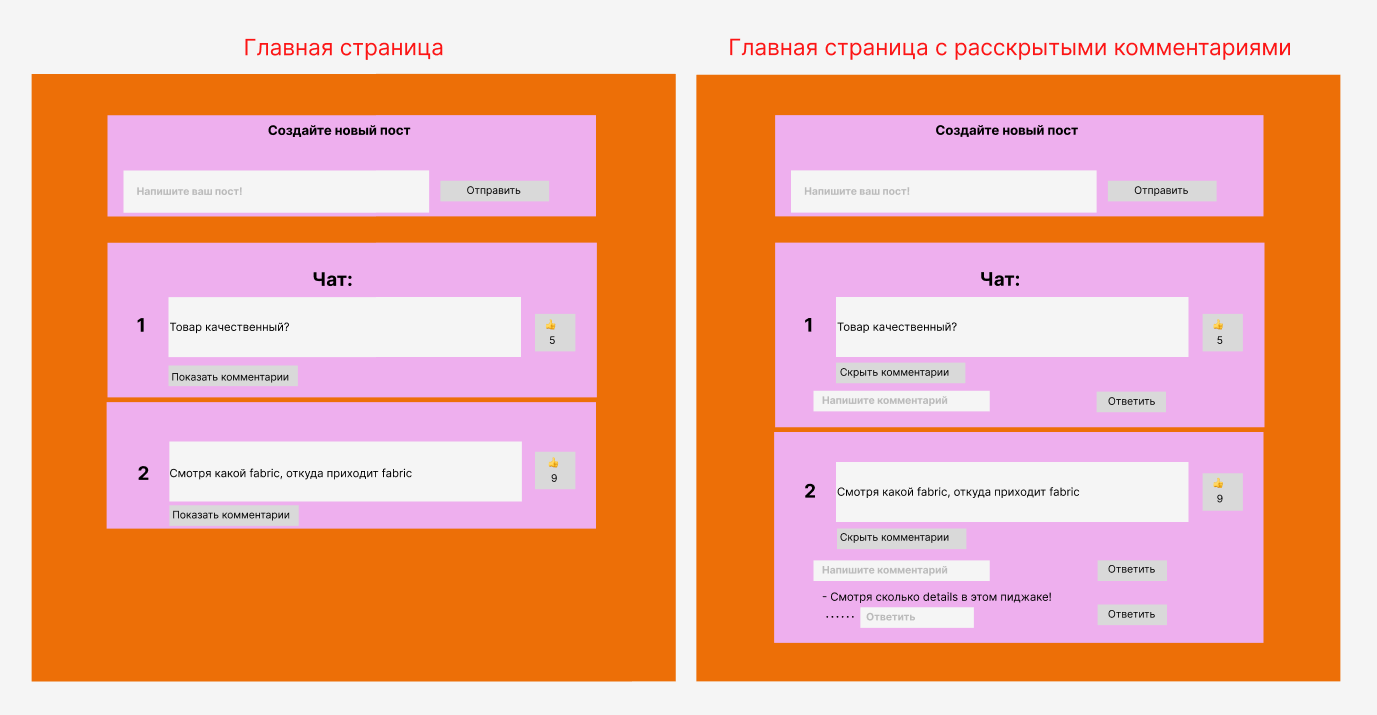 Главная страница
Создайте новый пост
Напишите ваш пост!
Отправить
Чат:
1
Товар качественный?
👍
5
Показать комментарии
2
Смотря какой fabric, откуда приходит fabric
👍
9
Показать комментарии
Главная страница с расскрытыми комментариями
Создайте новый пост
Напишите ваш пост!
Отправить
Чат:
1
Товар качественный?
👍
5
Скрыть комментарии
Напишите комментарий
Ответить
2
Смотря какой fabric, откуда приходит fabric
👍
9
Скрыть комментарии
Напишите комментарий
Ответить
- Смотря сколько details в этом пиджаке!
······ Ответить
Ответить